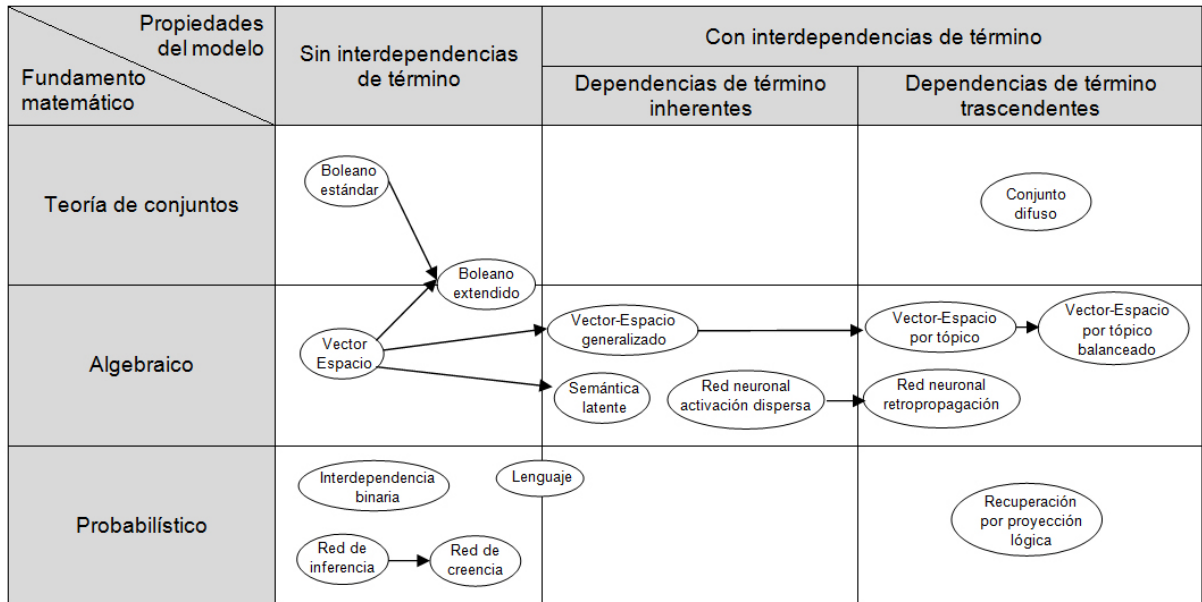 Propiedades
del modelo
Fundamento
matemático
Sin interdependencias
de término
Con interdependencias de término
Dependencias de término
inherentes
Dependencias de término
trascendentes
Teoría de conjuntos
Boleano
estándar
Conjunto
difuso
Boleano
extendido
Algebraico
Vector
Espacio
Vector-Espacio
generalizado
Vector-Espacio
por tópico
Vector-Espacio
por tópico
balanceado
Semántica
latente
Red neuronal
activación dispersa
Red neuronal
retropropagación
Probabilístico
Interdependencia
binaria
Lenguaje
Recuperación
por proyección
lógica
Red de
inferencia
Red de
creencia